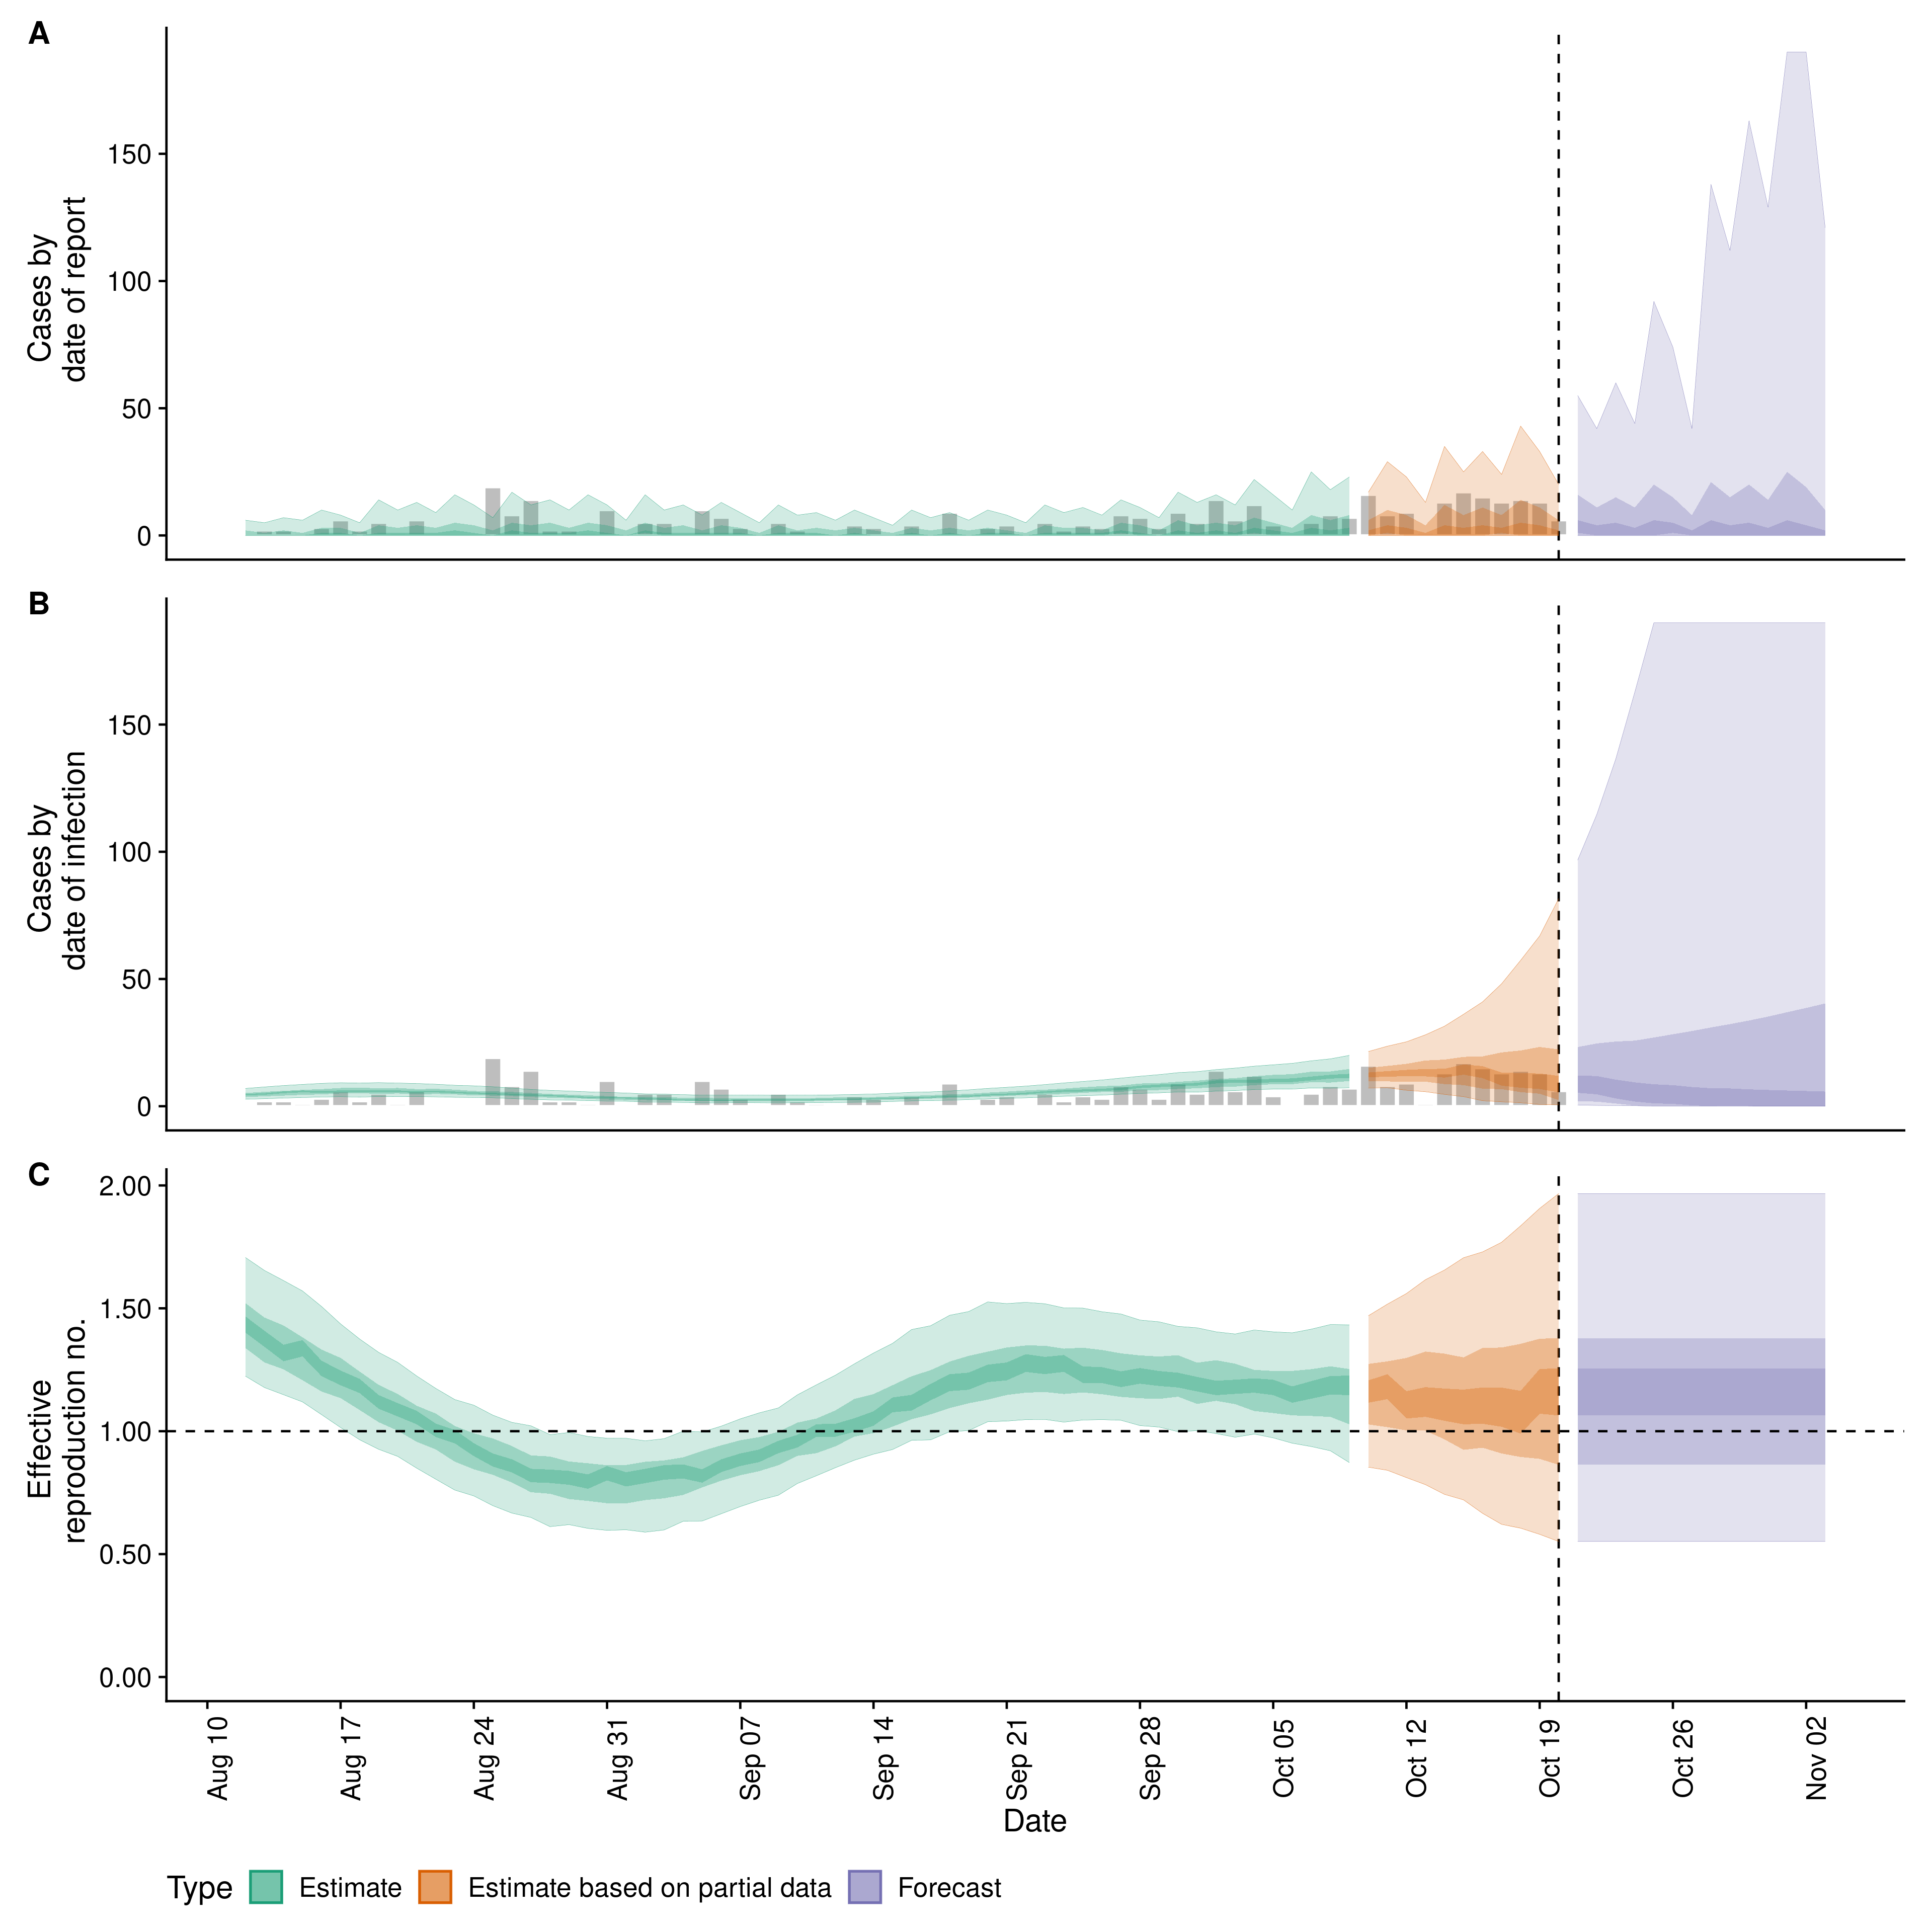 A
Cases by
date of report
150
100
50
0
B
Cases by
date of infection
150
100
50
0
C
Effective
reproduction no.
2.00
1.50
1.00
0.50
0.00
Aug 10
Aug 17
Aug 24
Aug 31
Sep 07
Sep 14
Sep 21
Sep 28
Oct 05
Oct 12
Oct 19
Oct 26
Nov 02
Date
Type Estimate Estimate based on partial data Forecast